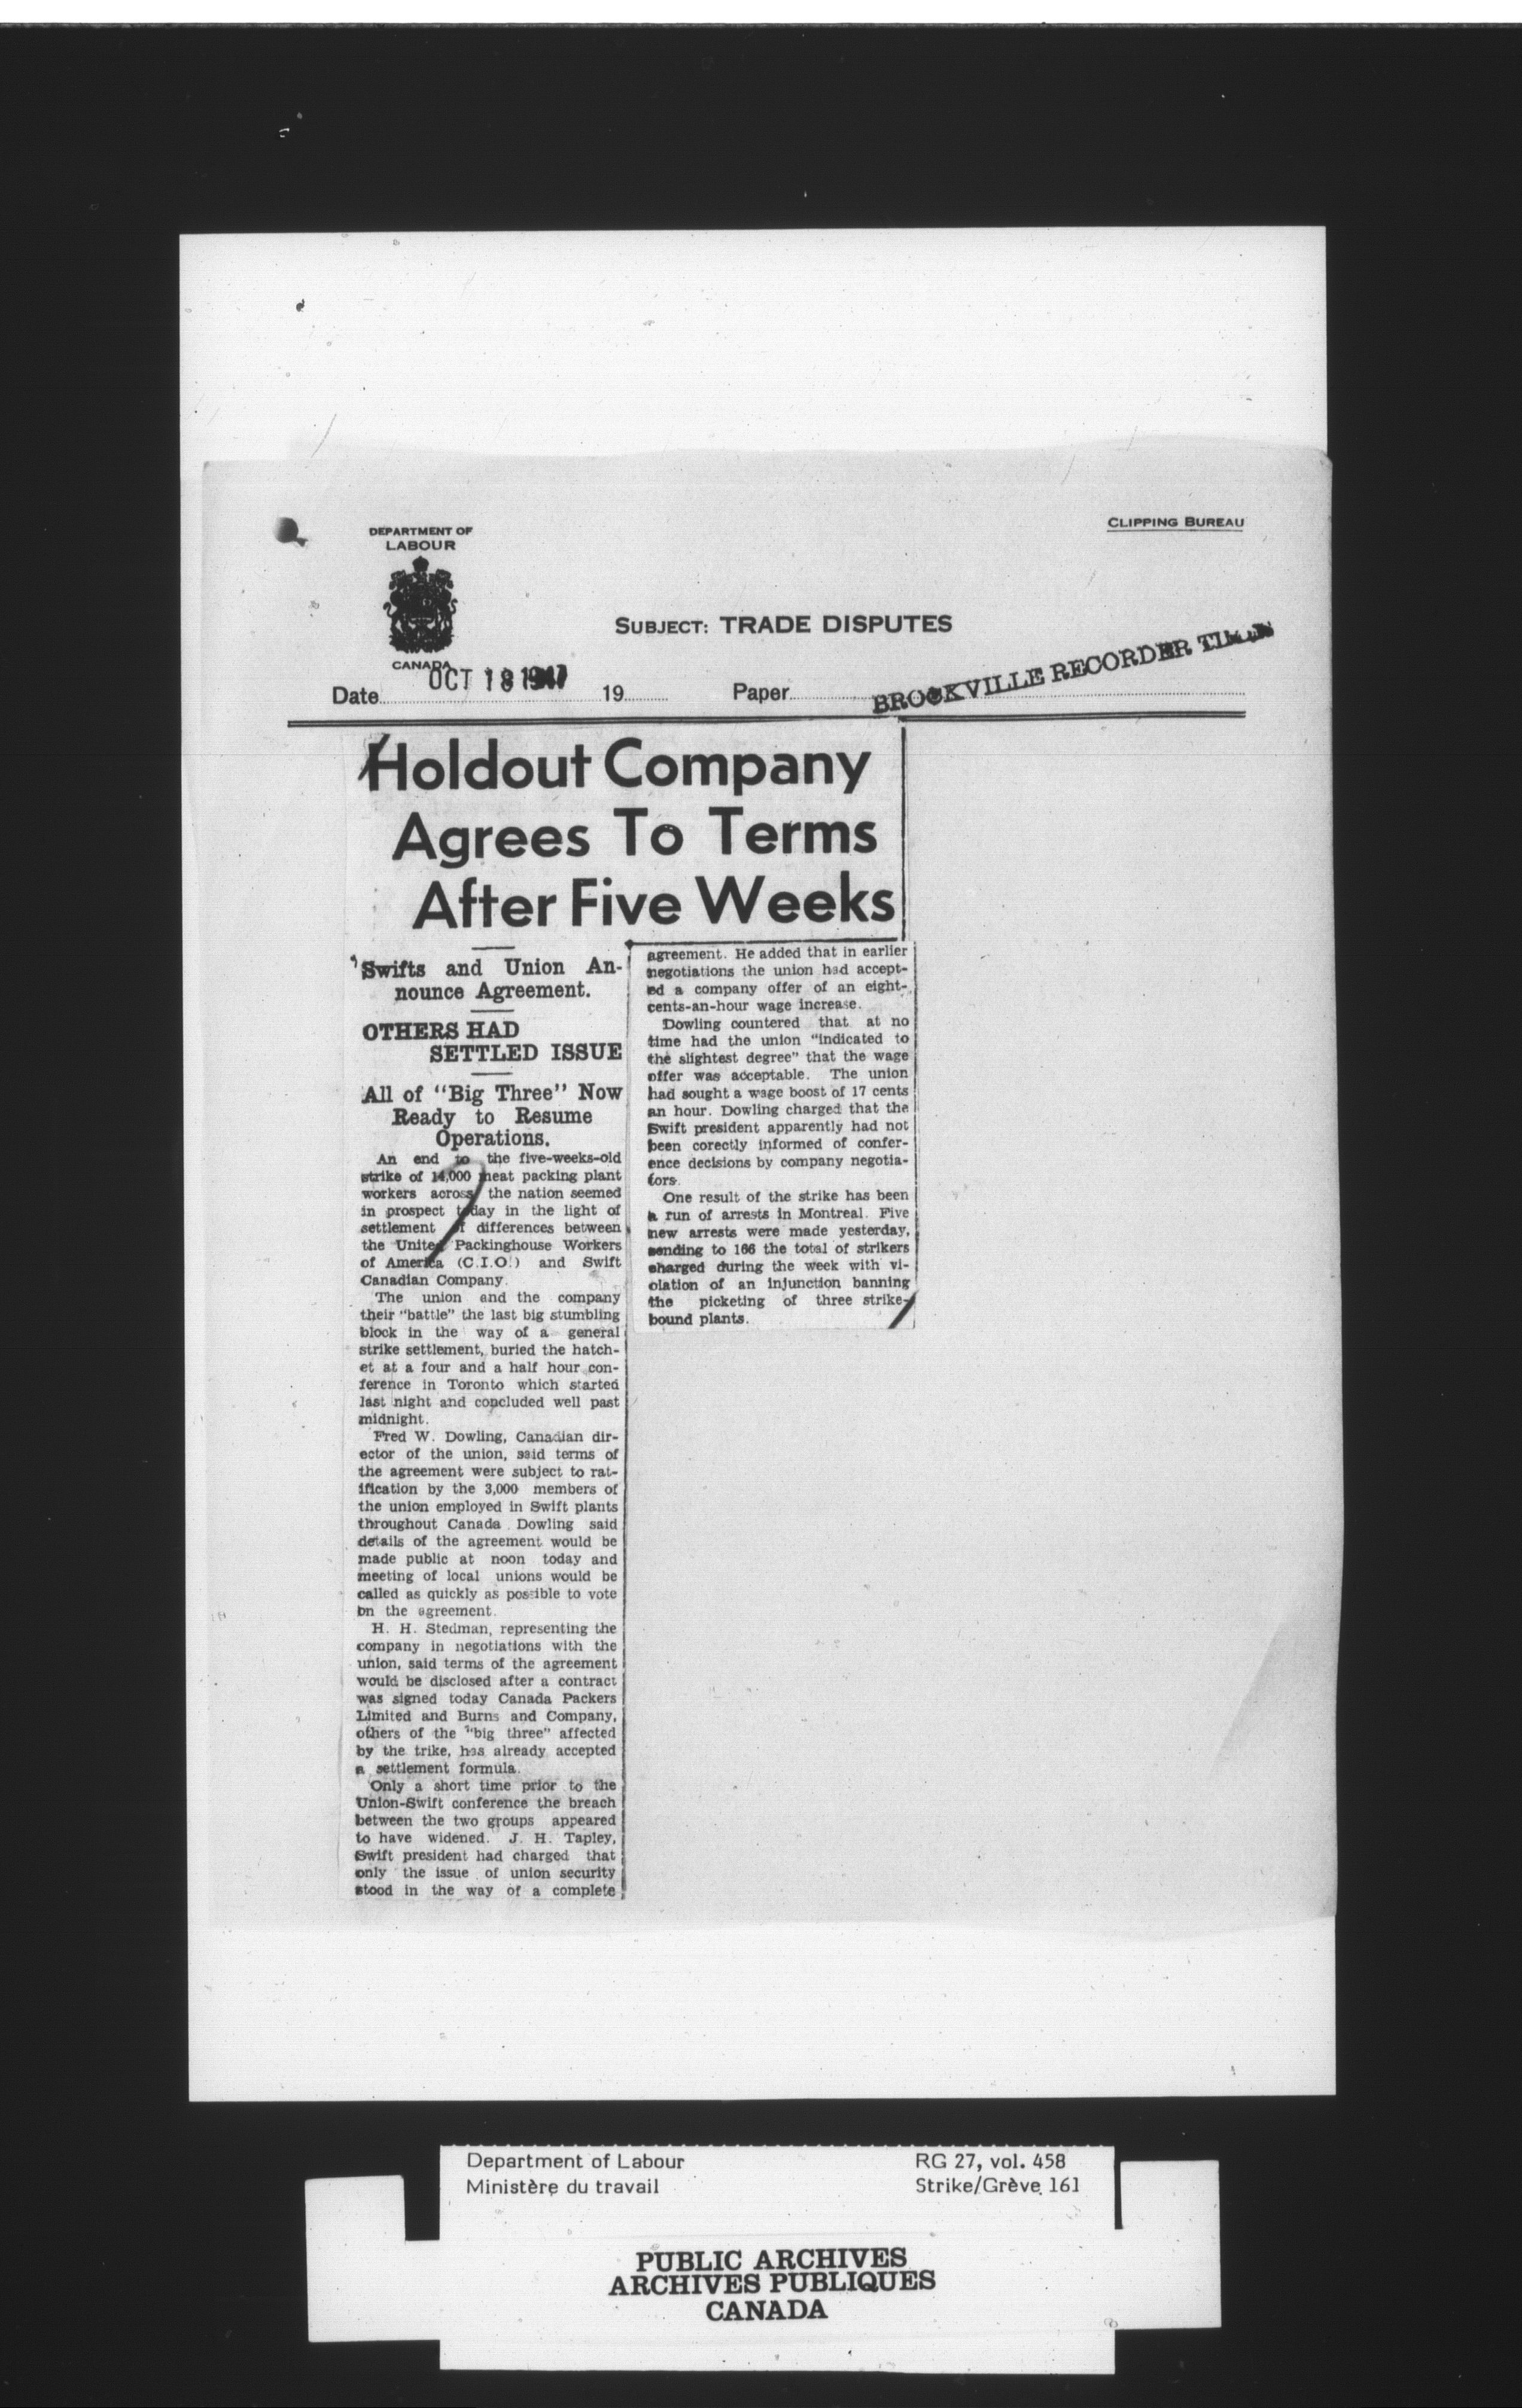 DEPARTMENT OF
LABOUR
CANADA
CLIPPING BUREAU
SUBJECT: TRADE DISPUTES
Date OCT 18 1947 19 Paper BROCKVILLE RECORDER TIMES
Holdout Company
Agrees To Terms
After Five Weeks
Swifts and Union An-
nounce Agreement.
OTHERS HAD
SETTLED ISSUE
All of "Big Three" Now
Ready to Resume
Operations.
An end to the five-weeks-old
strike of 14,000 meat packing plant
workers across the nation seemed
in prospect today in the light of
settlement of differences between
the United Packinghouse Workers
of America (C.I.O.) and Swift
Canadian Company.
The union and the company
their "battle" the last big stumbling
block in the way of a general
strike settlement, buried the hatch-
et at a four and a half hour con-
ference in Toronto which started
last night and concluded well past
midnight.
Fred W. Dowling, Canadian dir-
ector of the union, said terms of
the agreement were subject to rat-
ification by the 3,000 members of
the union employed in Swift plants
throughout Canada. Dowling said
details of the agreement would be
made public at noon today and
meeting of local unions would be
called as quickly as possible to vote
on the agreement.
H. H. Stedman, representing the
company in negotiations with the
union, said terms of the agreement
would be disclosed after a contract
was signed today Canada Packers
Limited and Burns and Company,
others of the "big three" affected
by the trike, has already accepted
a settlement formula.
Only a short time prior to the
Union-Swift conference the breach
between the two groups appeared
to have widened. J. H. Tapley,
Swift president had charged that
only the issue of union security
stood in the way of a complete
agreement. He added that in earlier
negotiations the union had accept-
ed a company offer of an eight-
cents-an-hour wage increase.
Dowling countered that at no
time had the union "indicated to
the slightest degree" that the wage
offer was acceptable. The union
had sought a wage boost of 17 cents
an hour. Dowling charged that the
Swift president apparently had not
been corectly informed of confer-
ence decisions by company negotia-
tors.
One result of the strike has been
a run of arrests in Montreal. Five
new arrests were made yesterday,
sending to 166 the total of strikers
charged during the week with vi-
olation of an injunction banning
the picketing of three strike-
bound plants.
Department of Labour RG 27, vol. 458
Ministère du travail Strike/Grève 161
PUBLIC ARCHIVES
ARCHIVES PUBLIQUES
CANADA